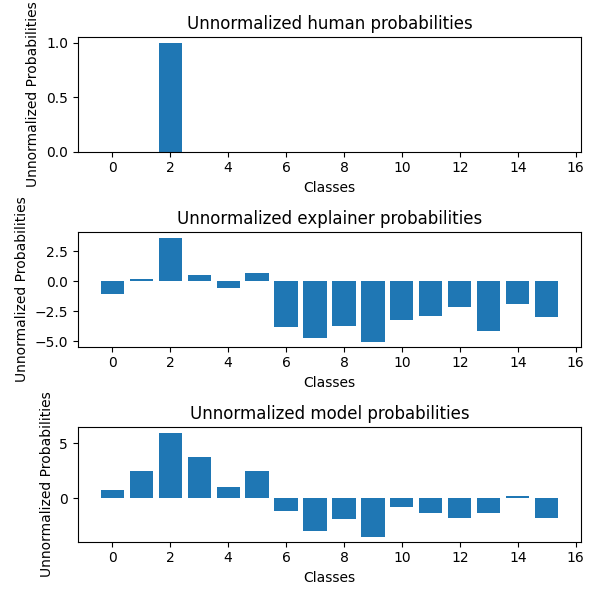 Unnormalized human probabilities
Unnormalized Probabilities
1.0
0.5
0.0
0 2 4 6 8 10 12 14 16
Classes
Unnormalized explainer probabilities
Unnormalized Probabilities
2.5
0.0
−2.5
−5.0
0 2 4 6 8 10 12 14 16
Classes
Unnormalized model probabilities
Unnormalized Probabilities
5
0
0 2 4 6 8 10 12 14 16
Classes